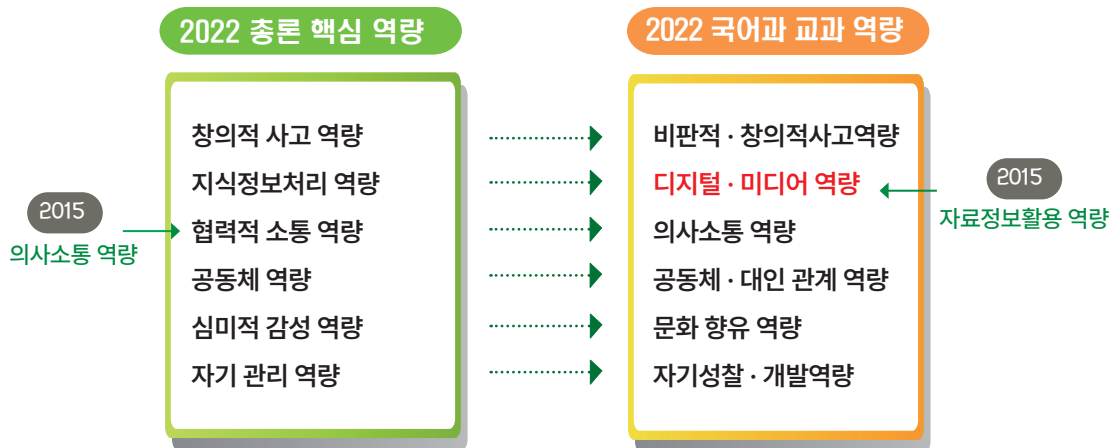 2022 총론 핵심 역량
2022 국어과 교과 역량
창의적 사고 역량
비판적 · 창의적사고역량
지식정보처리 역량
디지털 · 미디어 역량
2015
자료정보활용 역량
2015
의사소통 역량
협력적 소통 역량
의사소통 역량
공동체 역량
공동체 · 대인 관계 역량
심미적 감성 역량
문화 향유 역량
자기 관리 역량
자기성찰 · 개발역량